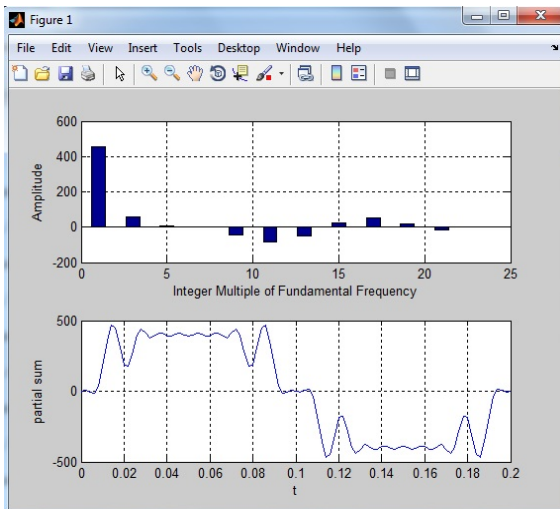 Figure 1
File Edit View Insert Tools Desktop Window Help
600
400
200
0
-200
Amplitude
0 5 10 15 20 25
Integer Multiple of Fundamental Frequency
500
0
-500
partial sum
0 0.02 0.04 0.06 0.08 0.1 0.12 0.14 0.16 0.18 0.2
t